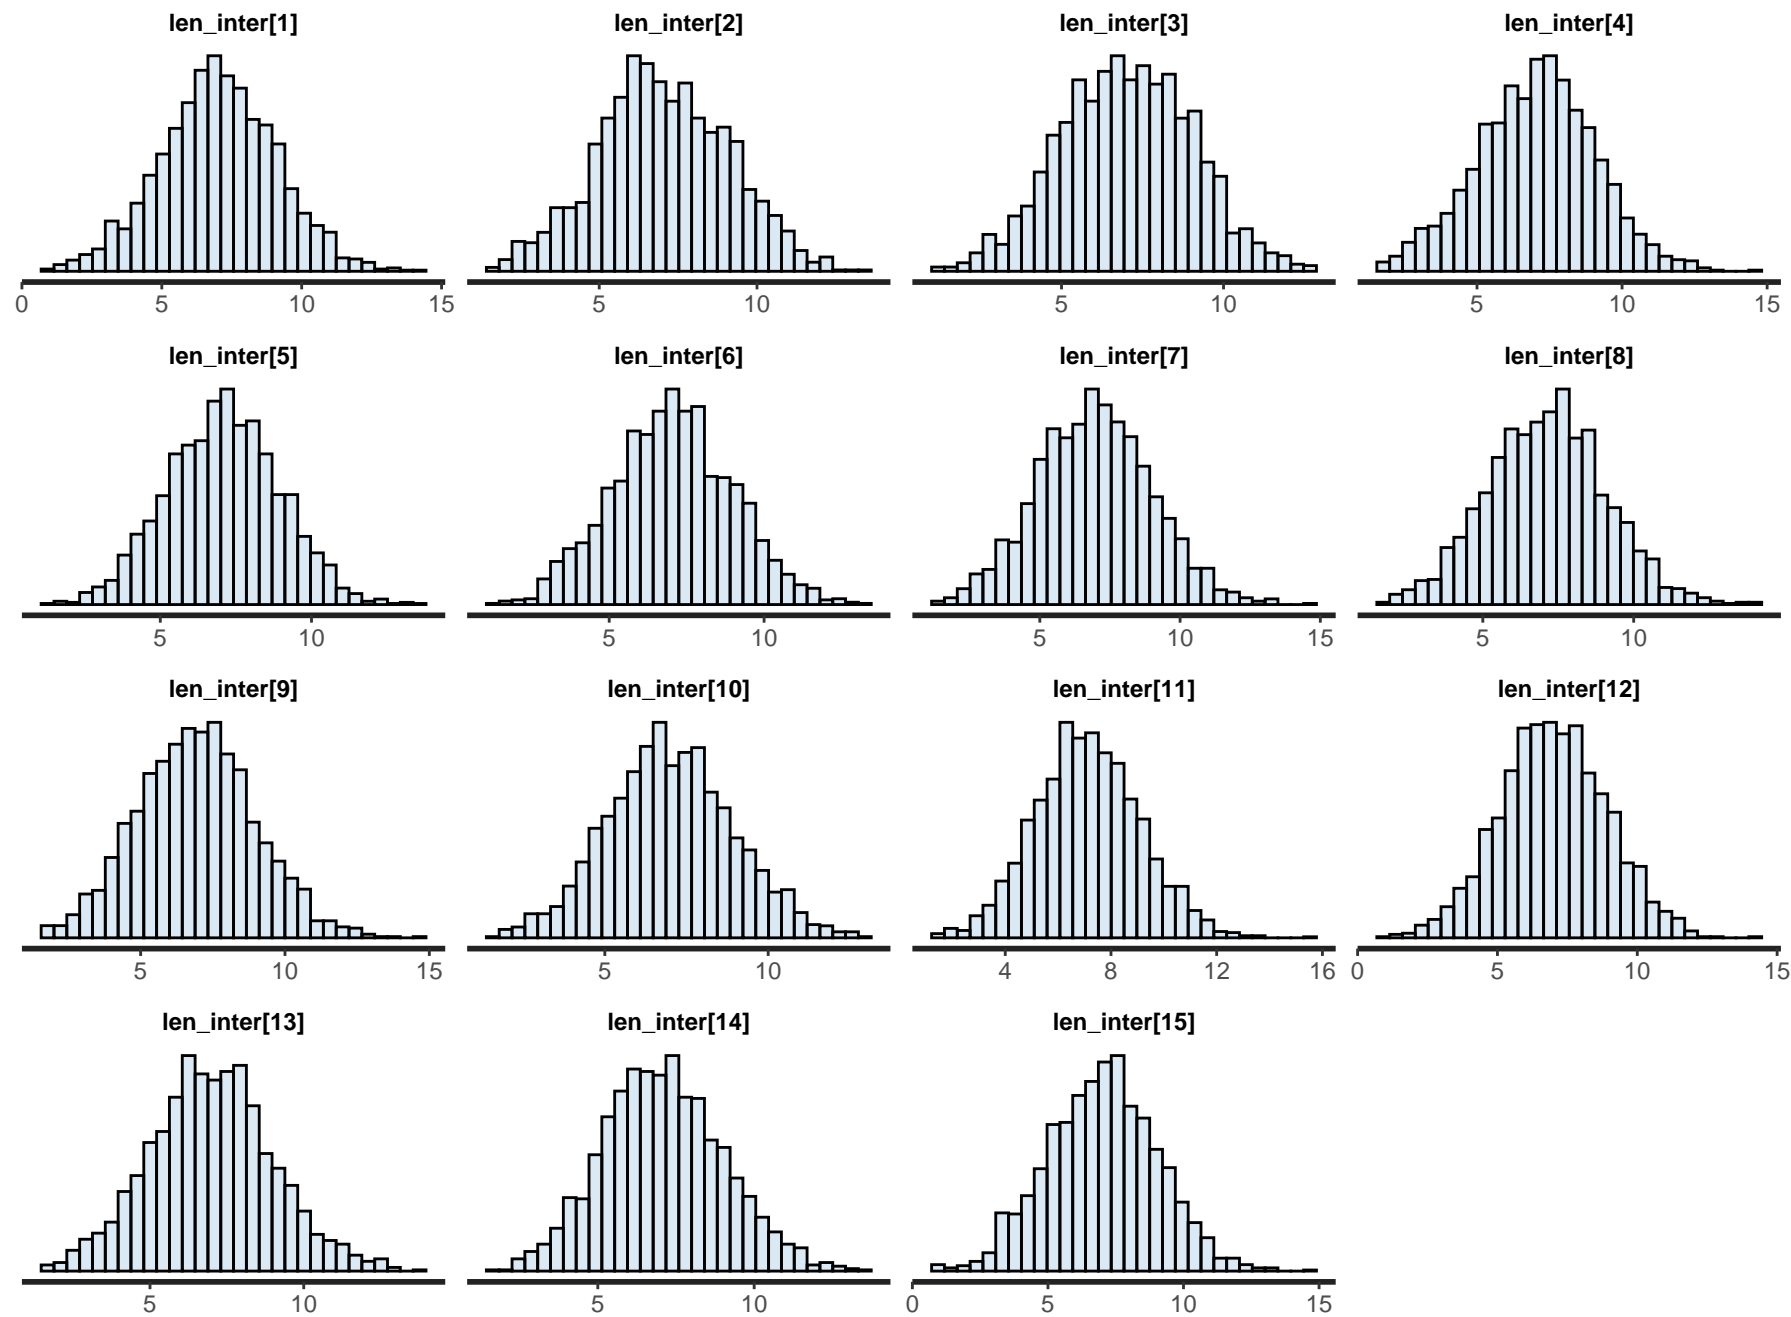 len_inter[1] len_inter[2] len_inter[3] len_inter[4]
0 5 10 15 5 10 5 10 5 10 15
len_inter[5] len_inter[6] len_inter[7] len_inter[8]
5 10 5 10 5 10 15 5 10
len_inter[9] len_inter[10] len_inter[11] len_inter[12]
5 10 15 5 10 4 8 12 16 0 5 10 15
len_inter[13] len_inter[14] len_inter[15]
5 10 5 10 0 5 10 15